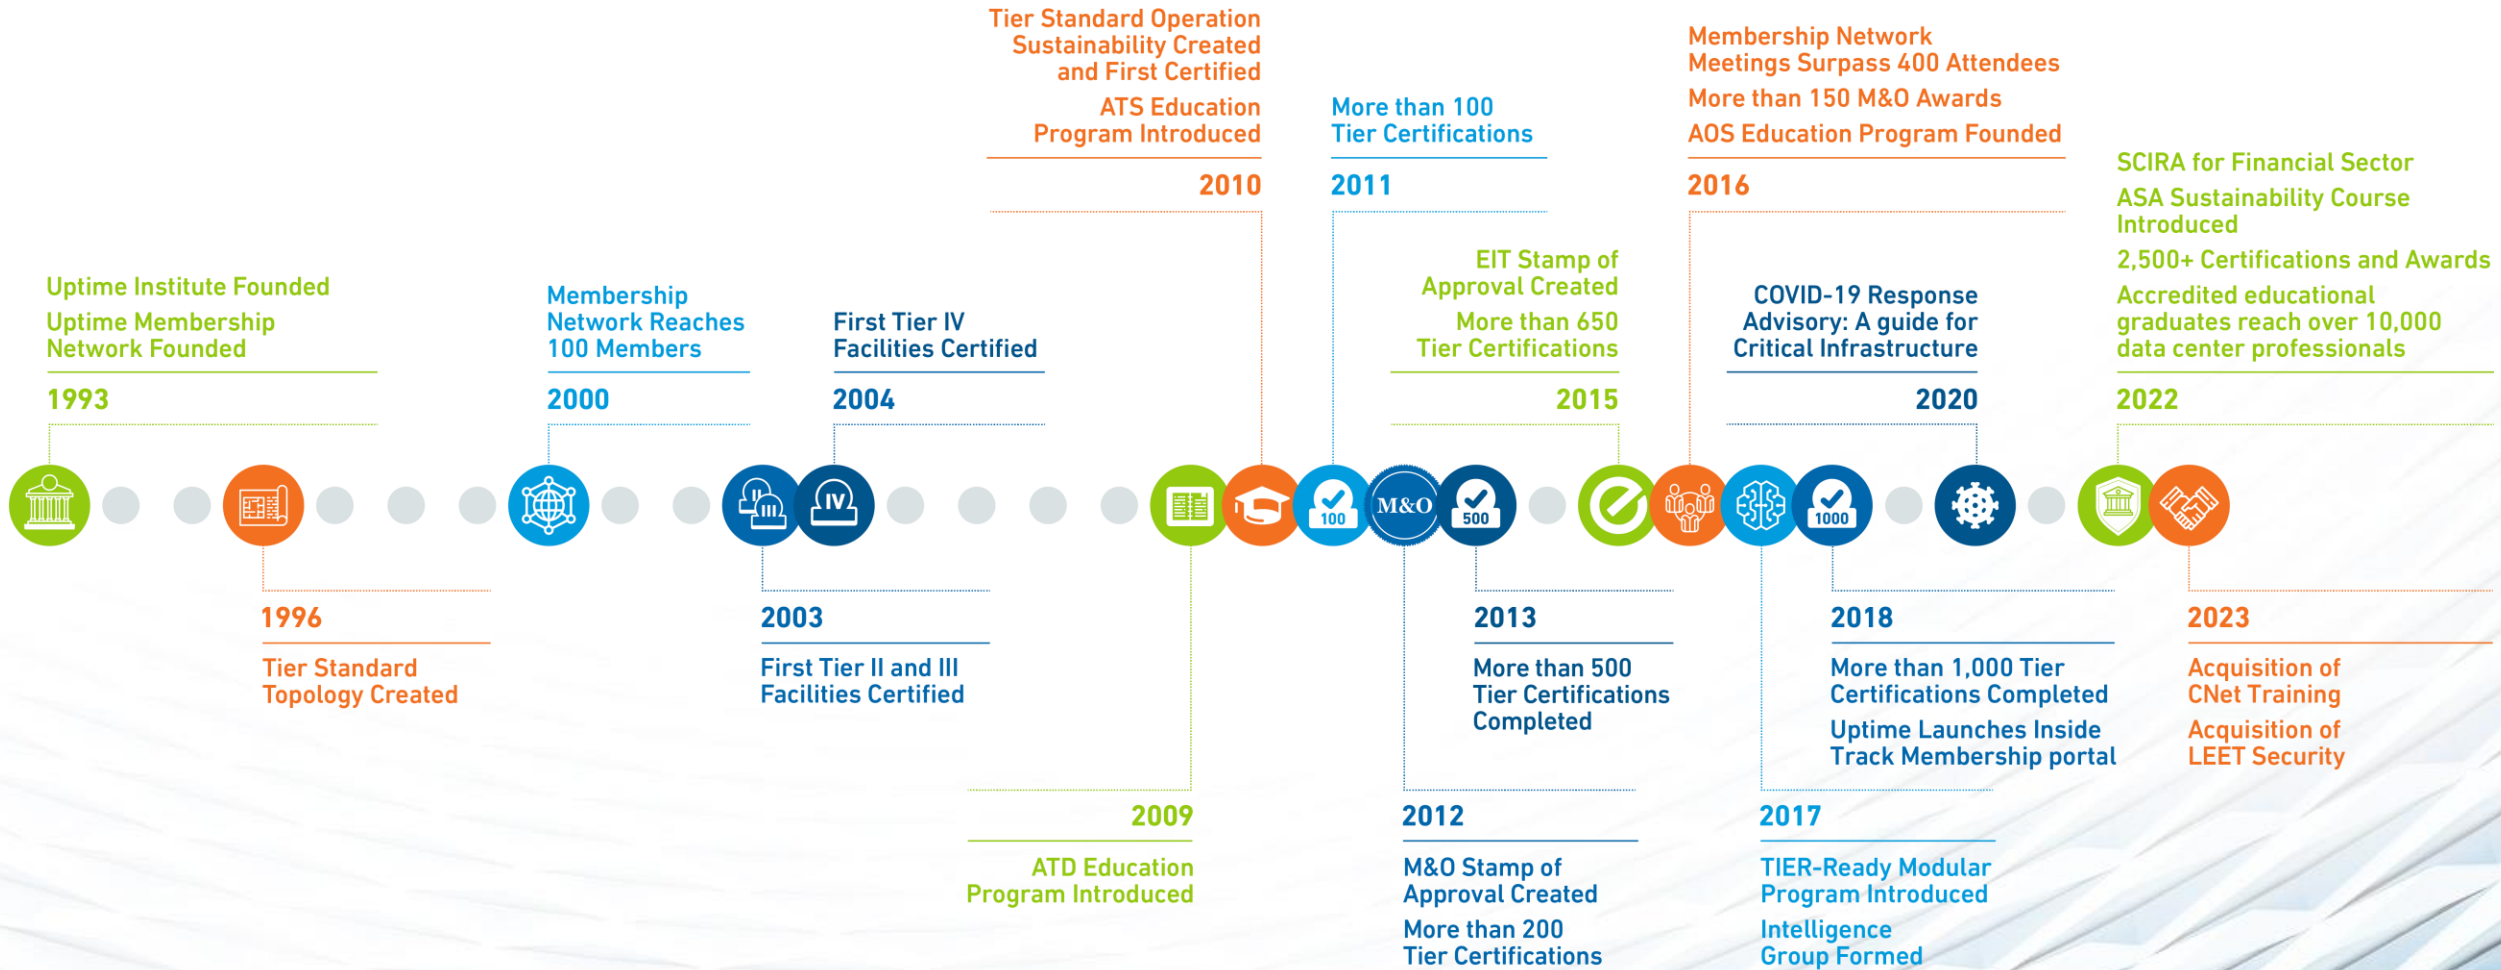 Uptime Institute Founded
Uptime Membership
Network Founded
1993
1996
Tier Standard
Topology Created
Membership
Network Reaches
100 Members
2000
2003
First Tier II and III
Facilities Certified
First Tier IV
Facilities Certified
2004
2009
ATD Education
Program Introduced
Tier Standard Operation
Sustainability Created
and First Certified
ATS Education
Program Introduced
2010
More than 100
Tier Certifications
2011
2012
M&O Stamp of
Approval Created
More than 200
Tier Certifications
2013
More than 500
Tier Certifications
Completed
EIT Stamp of
Approval Created
More than 650
Tier Certifications
2015
Membership Network
Meetings Surpass 400 Attendees
More than 150 M&O Awards
AOS Education Program Founded
2016
2017
TIER-Ready Modular
Program Introduced
Intelligence
Group Formed
2018
More than 1,000 Tier
Certifications Completed
Uptime Launches Inside
Track Membership portal
COVID-19 Response
Advisory: A guide for
Critical Infrastructure
2020
SCIRA for Financial Sector
ASA Sustainability Course
Introduced
2,500+ Certifications and Awards
Accredited educational
graduates reach over 10,000
data center professionals
2022
2023
Acquisition of
CNet Training
Acquisition of
LEET Security
II
III
IV
100
M&O
500
1000